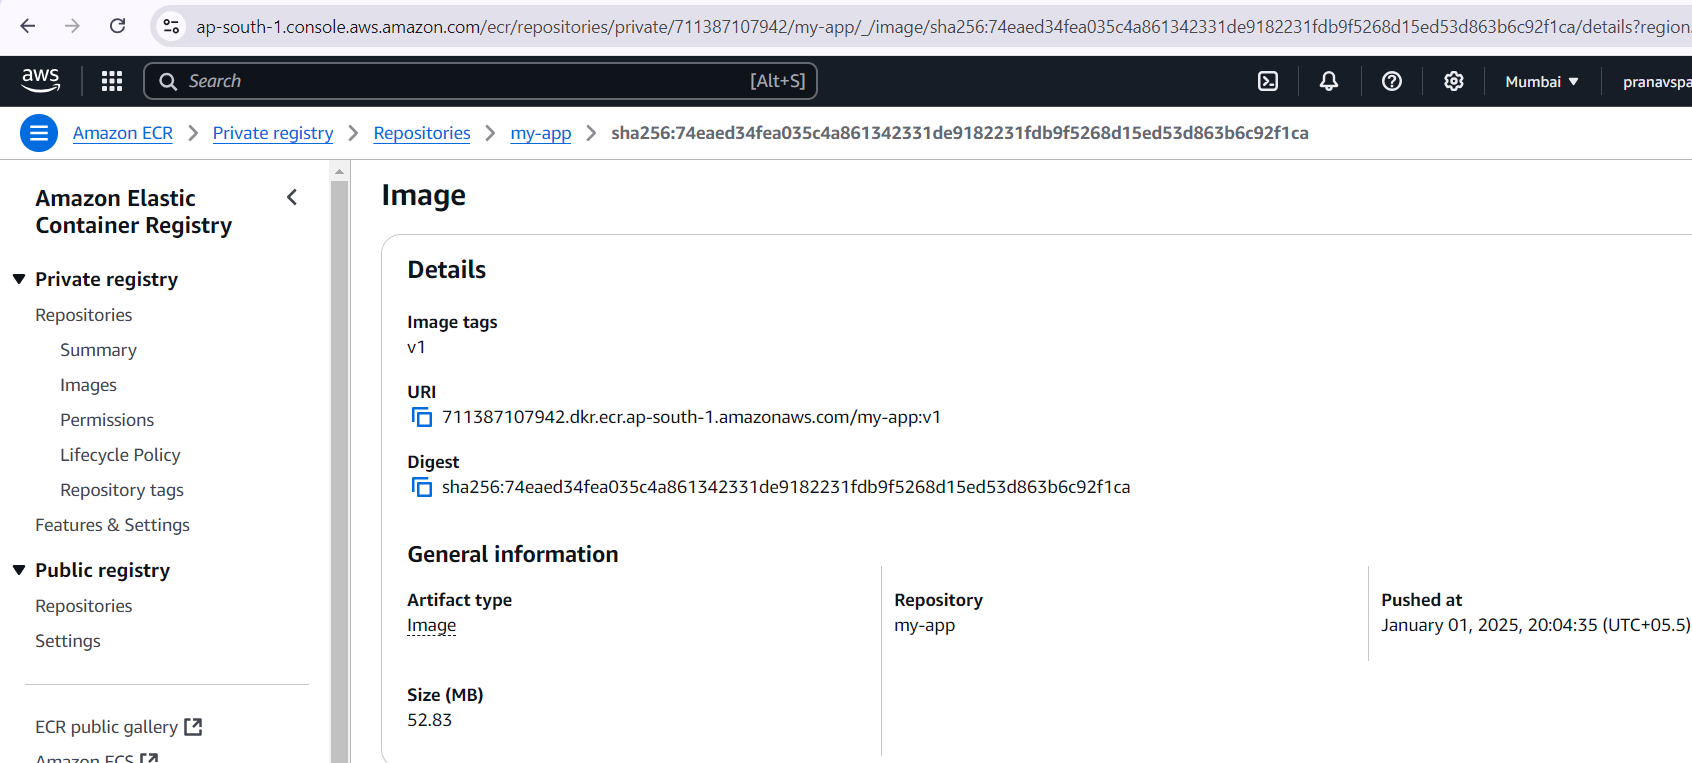 ap-south-1.console.aws.amazon.com/ecr/repositories/private/711387107942/my-app/_/image/sha256:74eaed34fea035c4a861342331de9182231fdb9f5268d15ed53d863b6c92f1ca/details?region
aws Search [Alt+S] Mumbai pranavspa
Amazon ECR Private registry Repositories my-app sha256:74eaed34fea035c4a861342331de9182231fdb9f5268d15ed53d863b6c92f1ca
Amazon Elastic
Container Registry
Private registry
Repositories
Summary
Images
Permissions
Lifecycle Policy
Repository tags
Features & Settings
Public registry
Repositories
Settings
ECR public gallery
Amazon ECS
Image
Details
Image tags
v1
URI
711387107942.dkr.ecr.ap-south-1.amazonaws.com/my-app:v1
Digest
sha256:74eaed34fea035c4a861342331de9182231fdb9f5268d15ed53d863b6c92f1ca
General information
Artifact type
Image
Repository
my-app
Pushed at
January 01, 2025, 20:04:35 (UTC+05.5)
Size (MB)
52.83